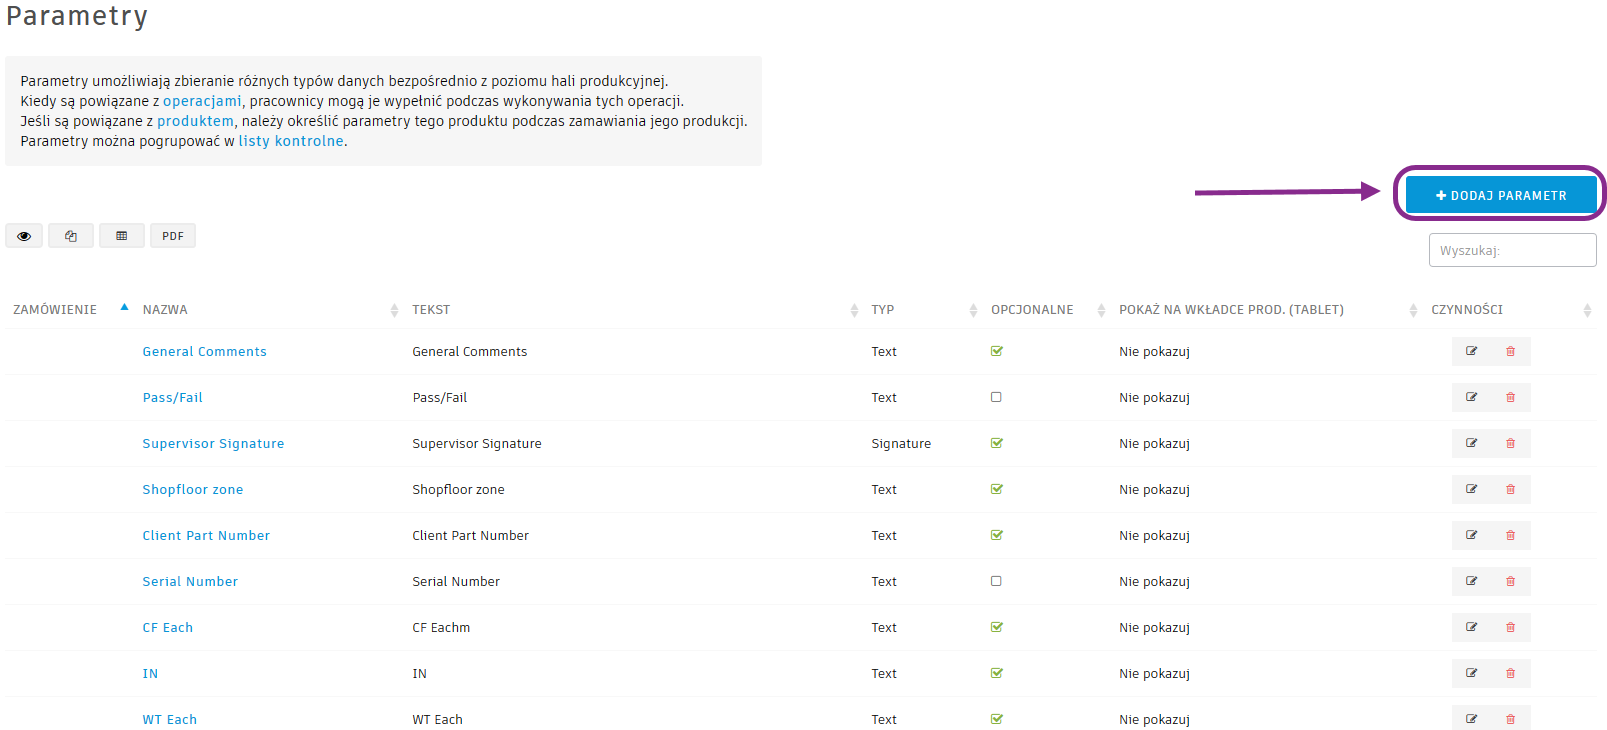 Parametry
Parametry umożliwiają zbieranie różnych typów danych bezpośrednio z poziomu hali produkcyjnej.
Kiedy są powiązane z operacjami, pracownicy mogą je wypełnić podczas wykonywania tych operacji.
Jeśli są powiązane z produktem, należy określić parametry tego produktu podczas zamawiania jego produkcji.
Parametry można pogrupować w listy kontrolne.
+ DODAJ PARAMETR
PDF
Wyszukaj:
ZAMÓWIENIE NAZWA TEKST TYP OPCJONALNE POKAŻ NA WKŁADCE PROD. (TABLET) CZYNNOŚCI
General Comments General Comments Text Nie pokazuj
Pass/Fail Pass/Fail Text Nie pokazuj
Supervisor Signature Supervisor Signature Signature Nie pokazuj
Shopfloor zone Shopfloor zone Text Nie pokazuj
Client Part Number Client Part Number Text Nie pokazuj
Serial Number Serial Number Text Nie pokazuj
CF Each CF Eachm Text Nie pokazuj
IN IN Text Nie pokazuj
WT Each WT Each Text Nie pokazuj